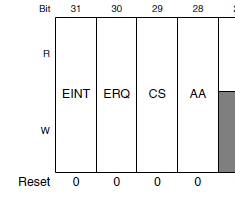 Bit 31 30 29 28
R
EINT ERQ CS AA
W
Reset 0 0 0 0